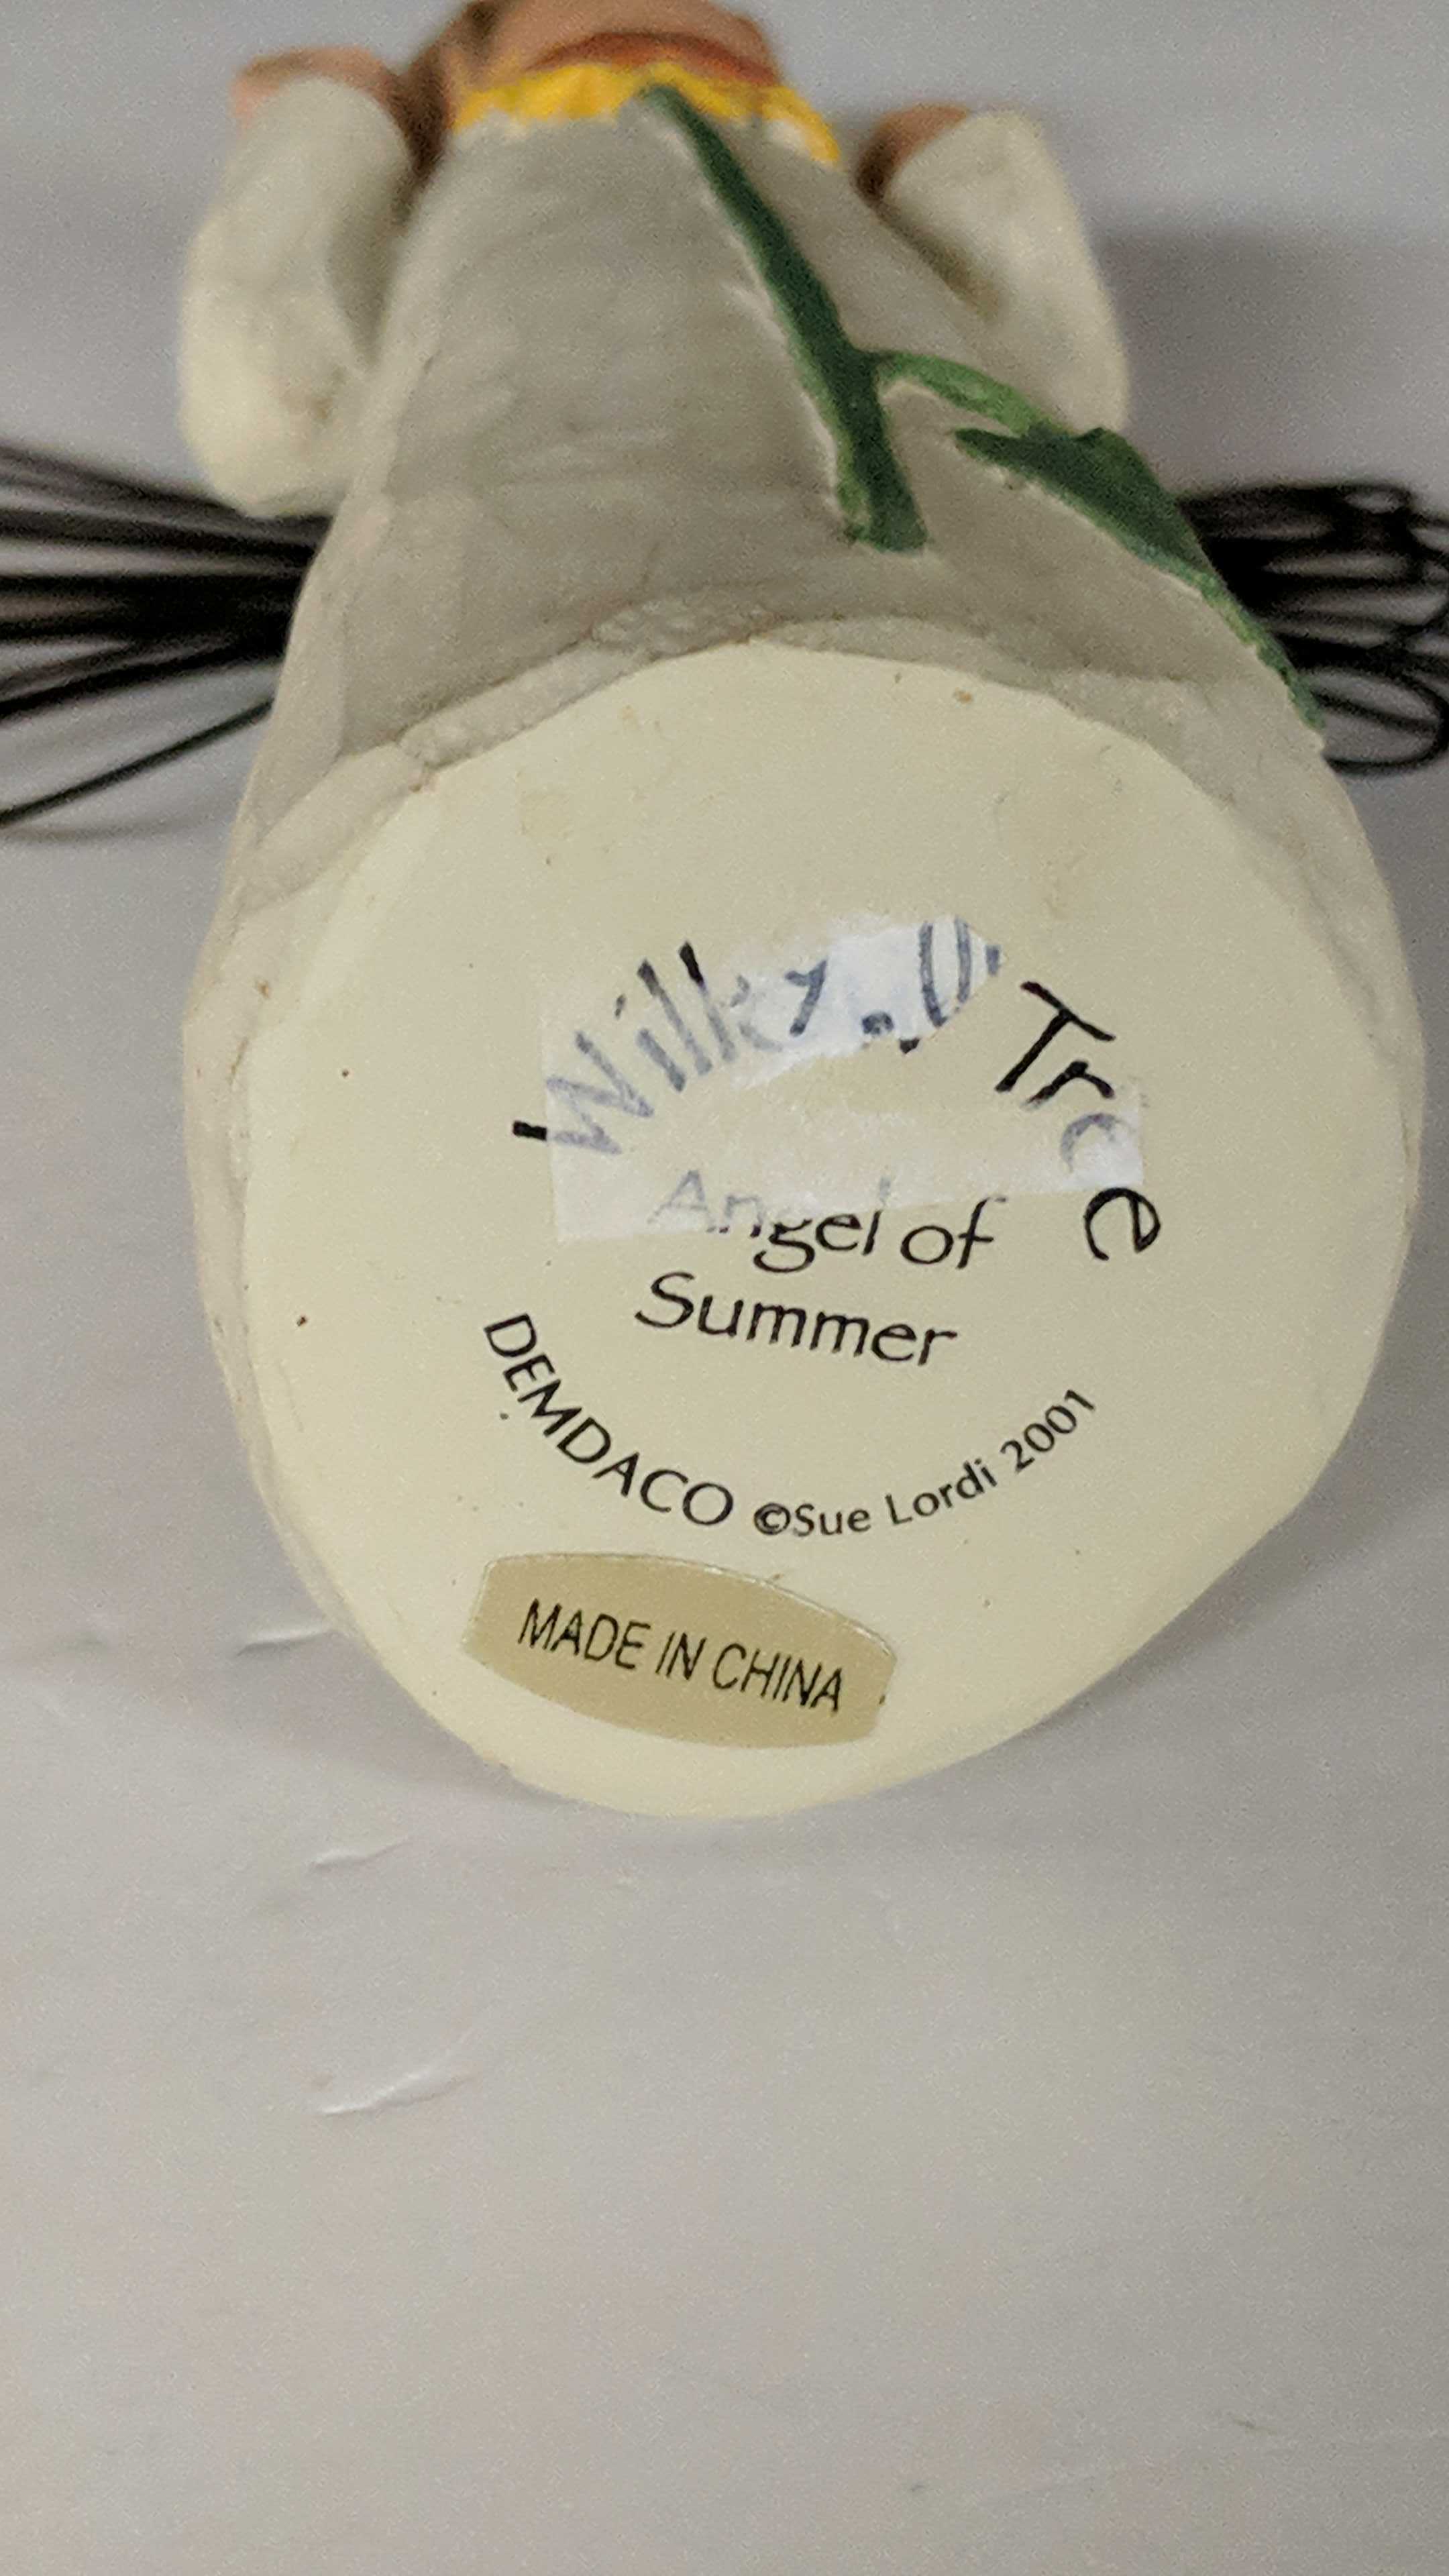 Tree
Angel of
Summer
DEMDACO ©Sue Lordi 2001
MADE IN CHINA